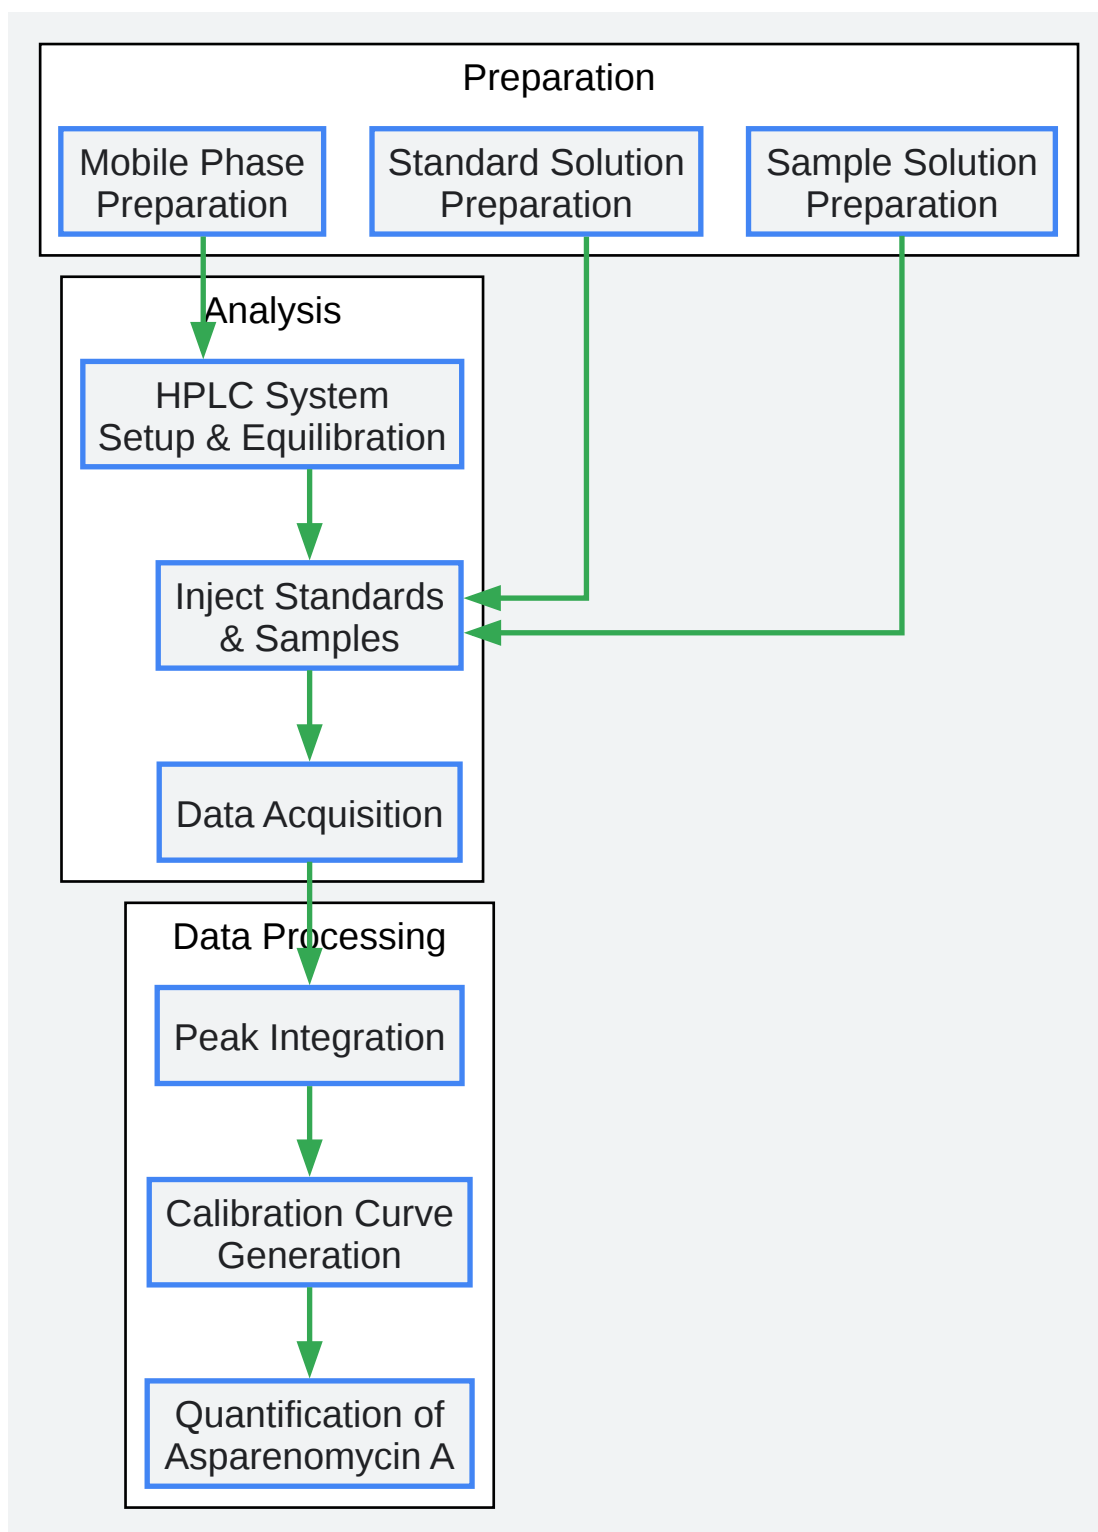 Preparation
Mobile Phase
Preparation
Standard Solution
Preparation
Sample Solution
Preparation
Analysis
HPLC System
Setup & Equilibration
Inject Standards
& Samples
Data Acquisition
Data Processing
Peak Integration
Calibration Curve
Generation
Quantification of
Asparenomycin A